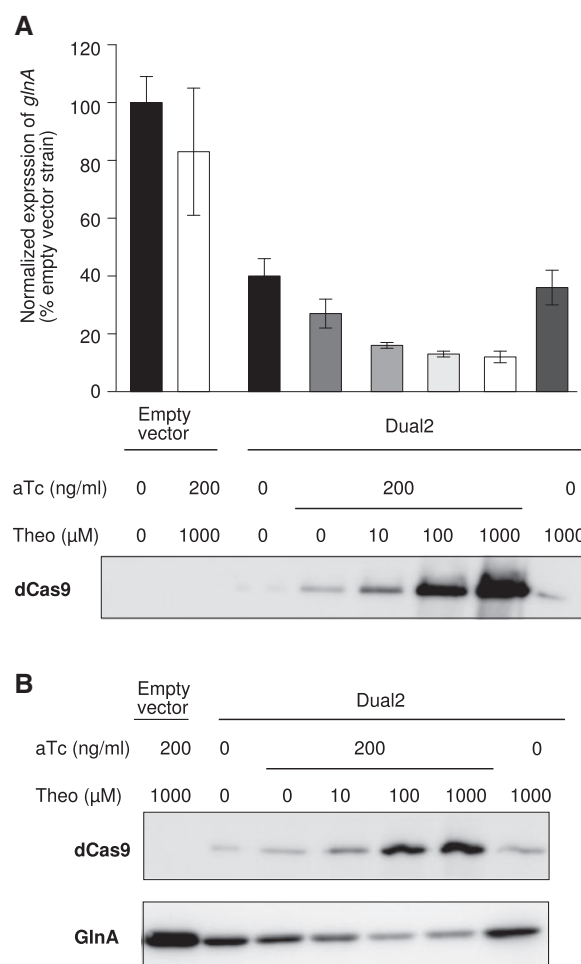 A
Normalized exprssion of glnA
(% empty vector strain)
120
100
80
60
40
20
0
Empty
vector
Dual2
aTc (ng/ml) 0 200 0 200 0
Theo (µM) 0 1000 0 0 10 100 1000 1000
dCas9
B
Empty
vector
Dual2
aTc (ng/ml) 200 0 200 0
Theo (µM) 1000 0 0 10 100 1000 1000
dCas9
GlnA